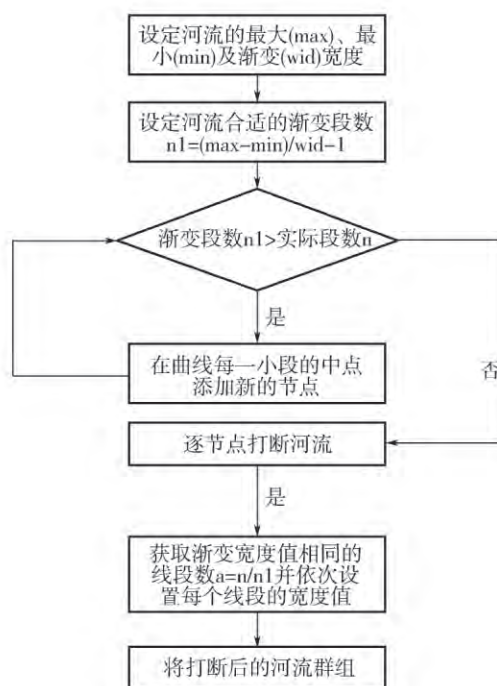 设定河流的最大(max)、最
小(min)及渐变(wid)宽度
设定河流合适的渐变段数
n1=(max-min)/wid-1
渐变段数n1>实际段数n
是
在曲线每一小段的中点
添加新的节点
否
逐节点打断河流
是
获取渐变宽度值相同的
线段数a=n/n1并依次设
置每个线段的宽度值
将打断后的河流群组